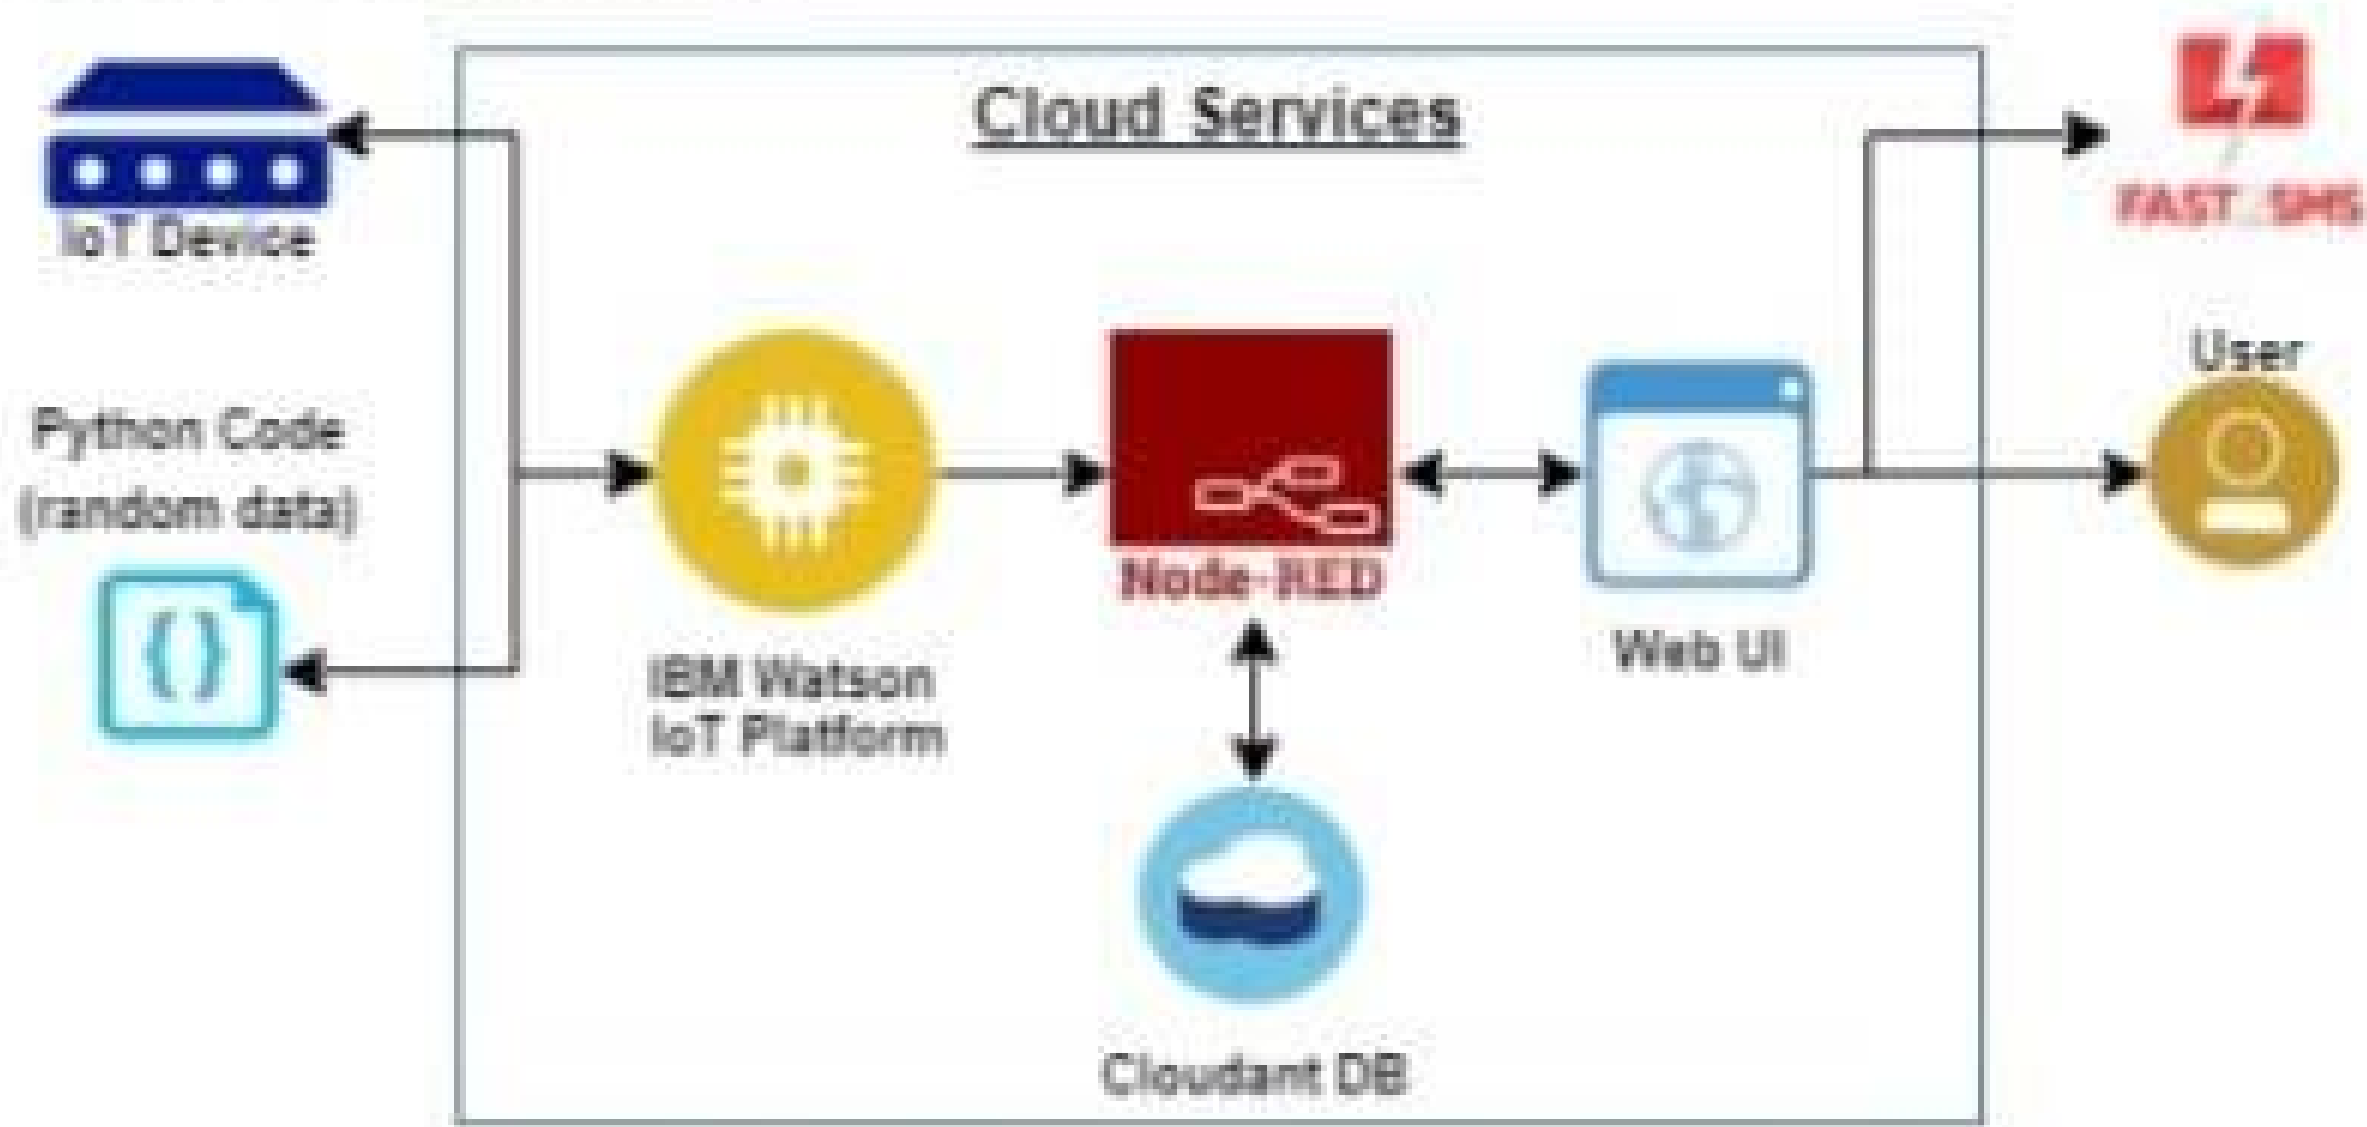 Cloud Services
IoT Device
FAST
SMS
User
Python Code
(random data)
Node-RED
Web UI
IBM Watson
IoT Platform
Cloudant DB